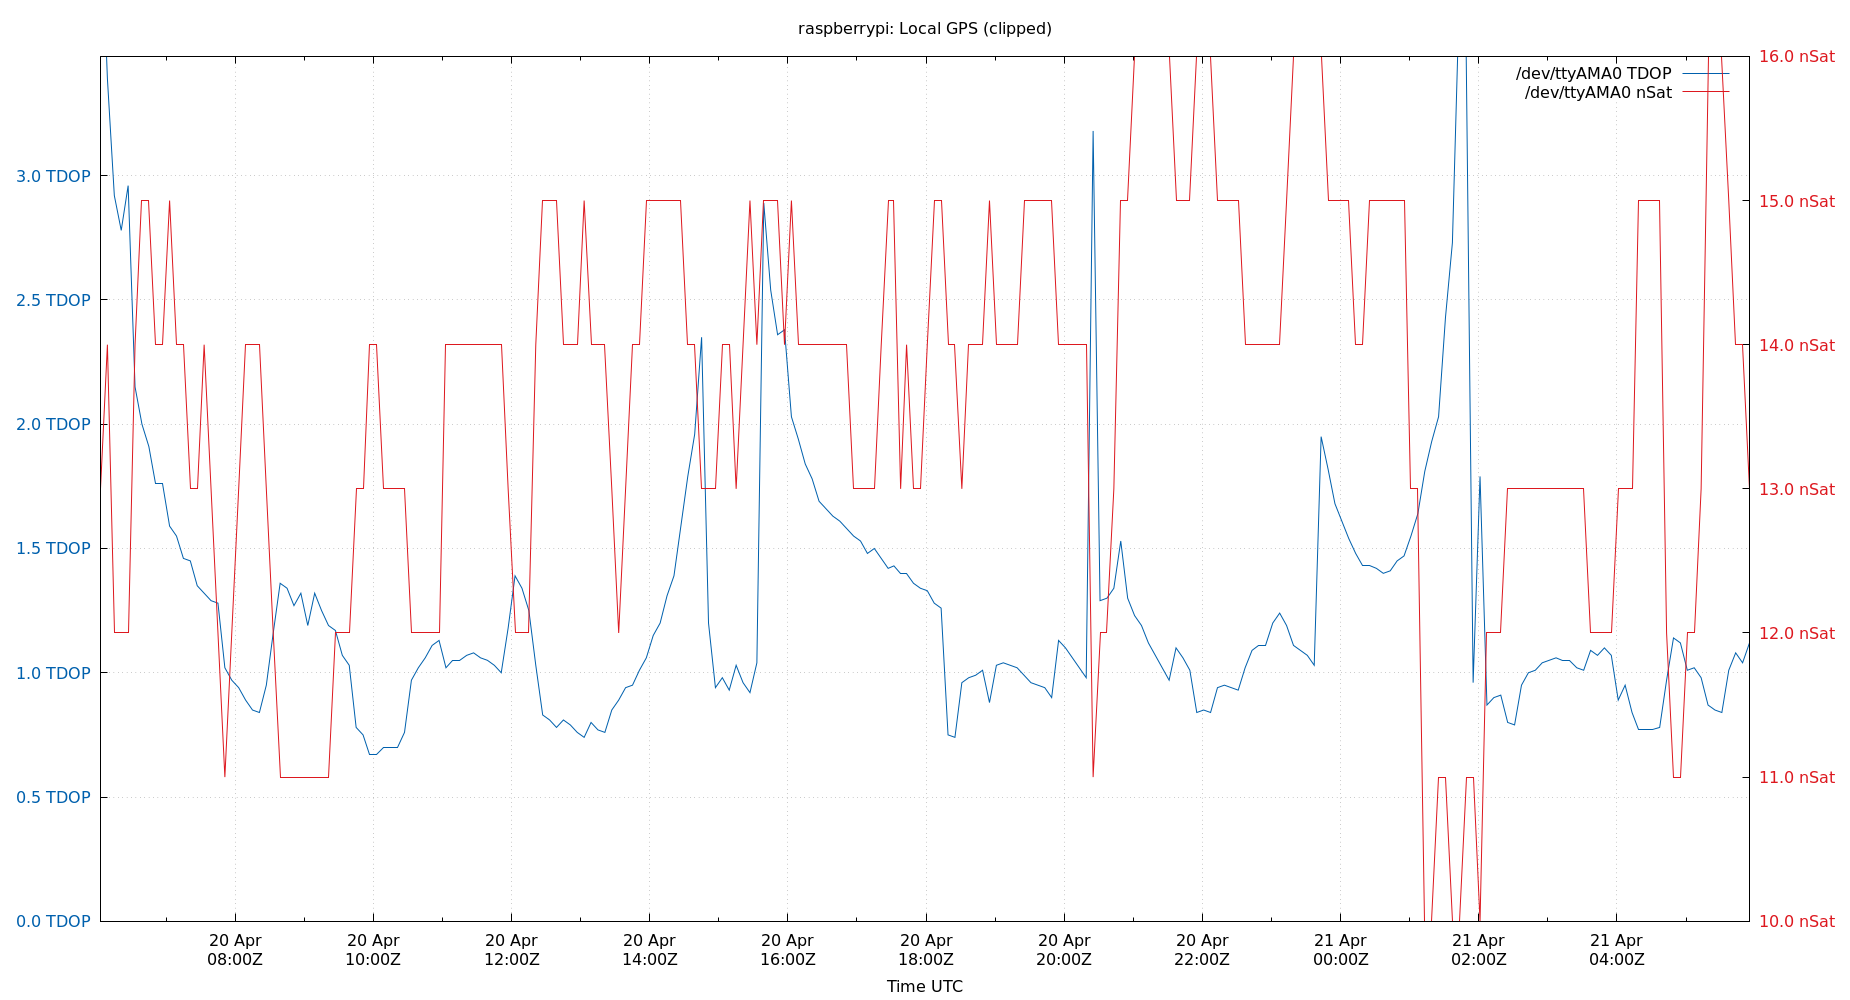 raspberrypi: Local GPS (clipped)
/dev/ttyAMA0 TDOP
/dev/ttyAMA0 nSat
3.0 TDOP
2.5 TDOP
2.0 TDOP
1.5 TDOP
1.0 TDOP
0.5 TDOP
0.0 TDOP
16.0 nSat
15.0 nSat
14.0 nSat
13.0 nSat
12.0 nSat
11.0 nSat
10.0 nSat
20 Apr
08:00Z
20 Apr
10:00Z
20 Apr
12:00Z
20 Apr
14:00Z
20 Apr
16:00Z
20 Apr
18:00Z
20 Apr
20:00Z
20 Apr
22:00Z
21 Apr
00:00Z
21 Apr
02:00Z
21 Apr
04:00Z
Time UTC